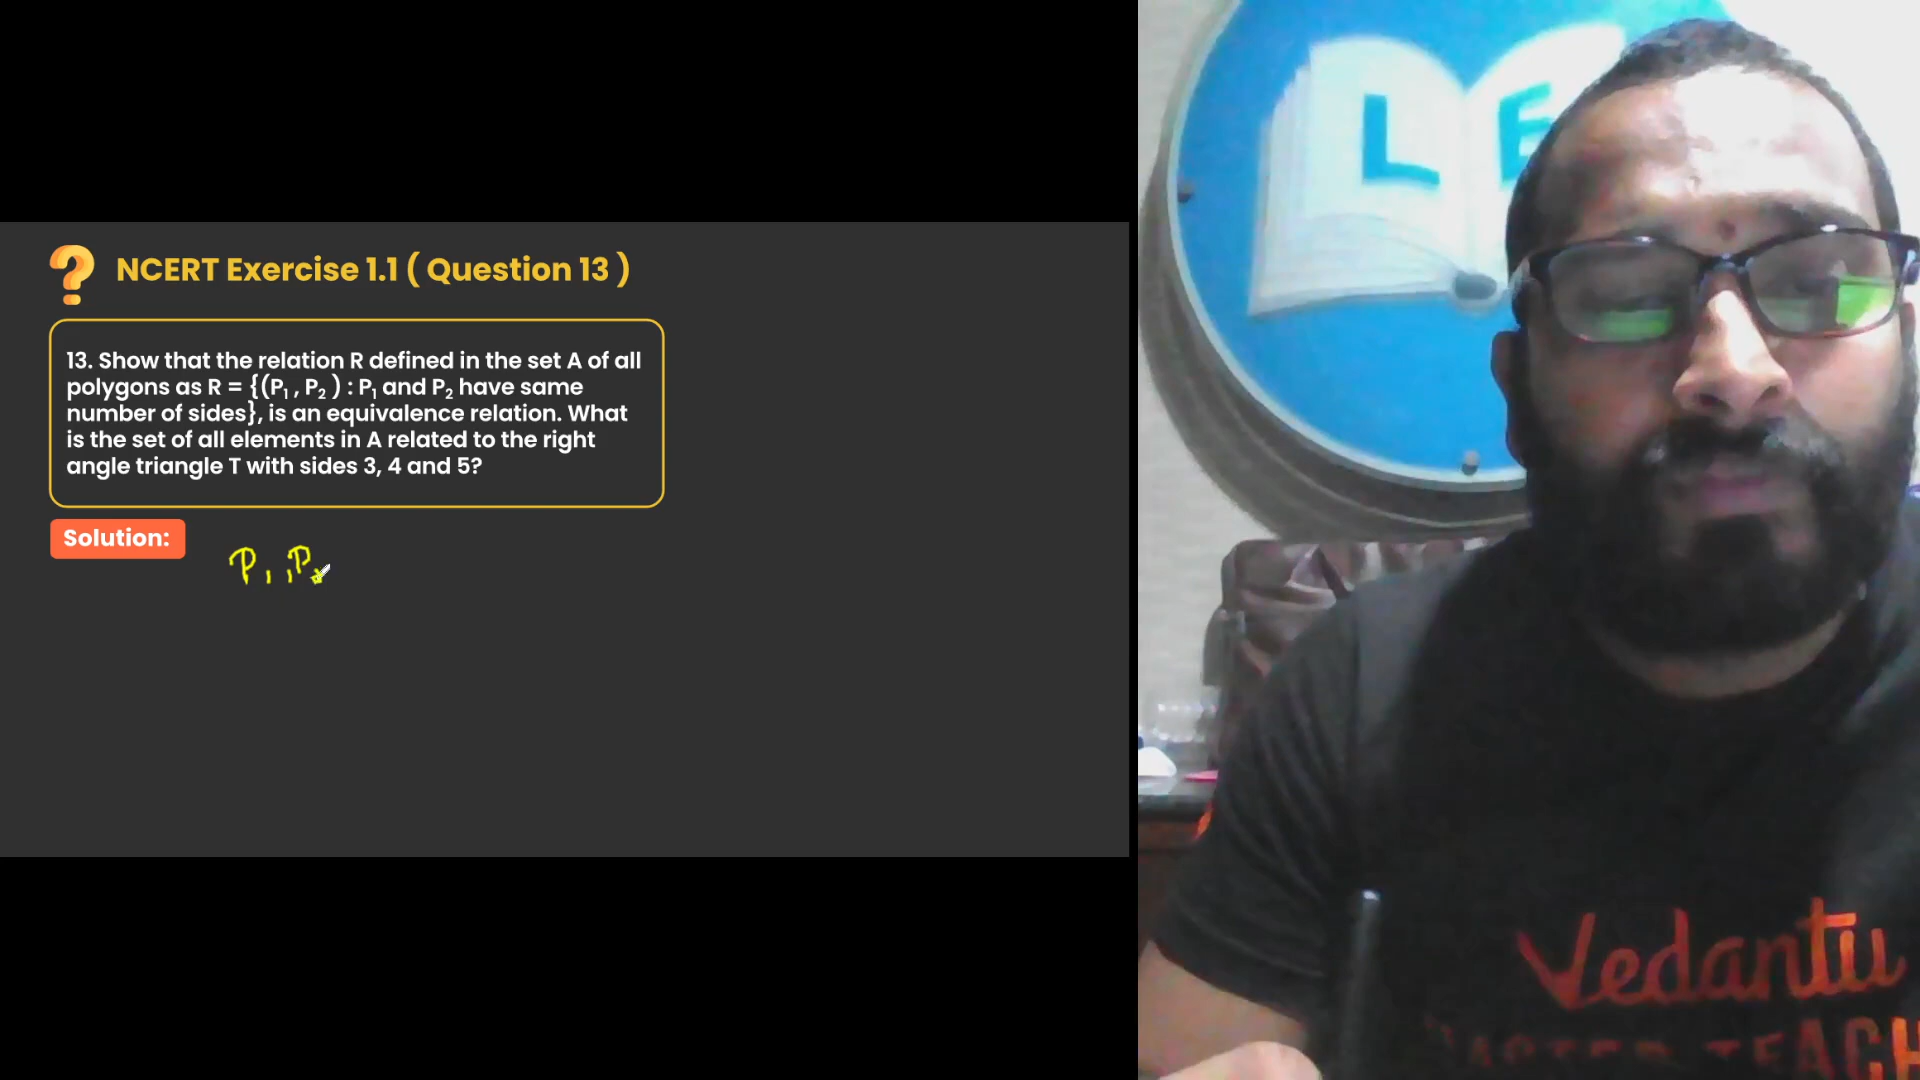 NCERT Exercise 1.1 ( Question 13 )
13. Show that the relation R defined in the set A of all
polygons as R = {(P₁ , P₂ ) : P₁ and P₂ have same
number of sides}, is an equivalence relation. What
is the set of all elements in A related to the right
angle triangle T with sides 3, 4 and 5?
Solution:
P₁ , P₂
L E
Vedantu
MASTER TEACH